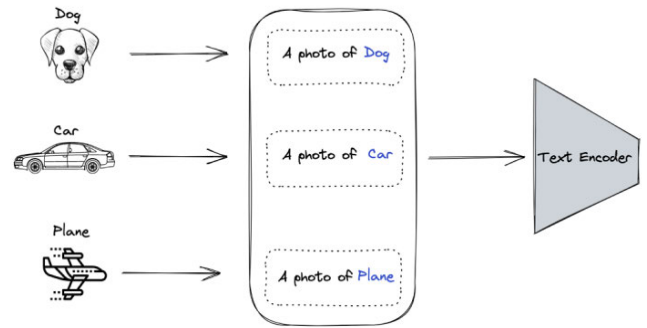 Dog
A photo of Dog
Car
A photo of Car
Text Encoder
Plane
A photo of Plane